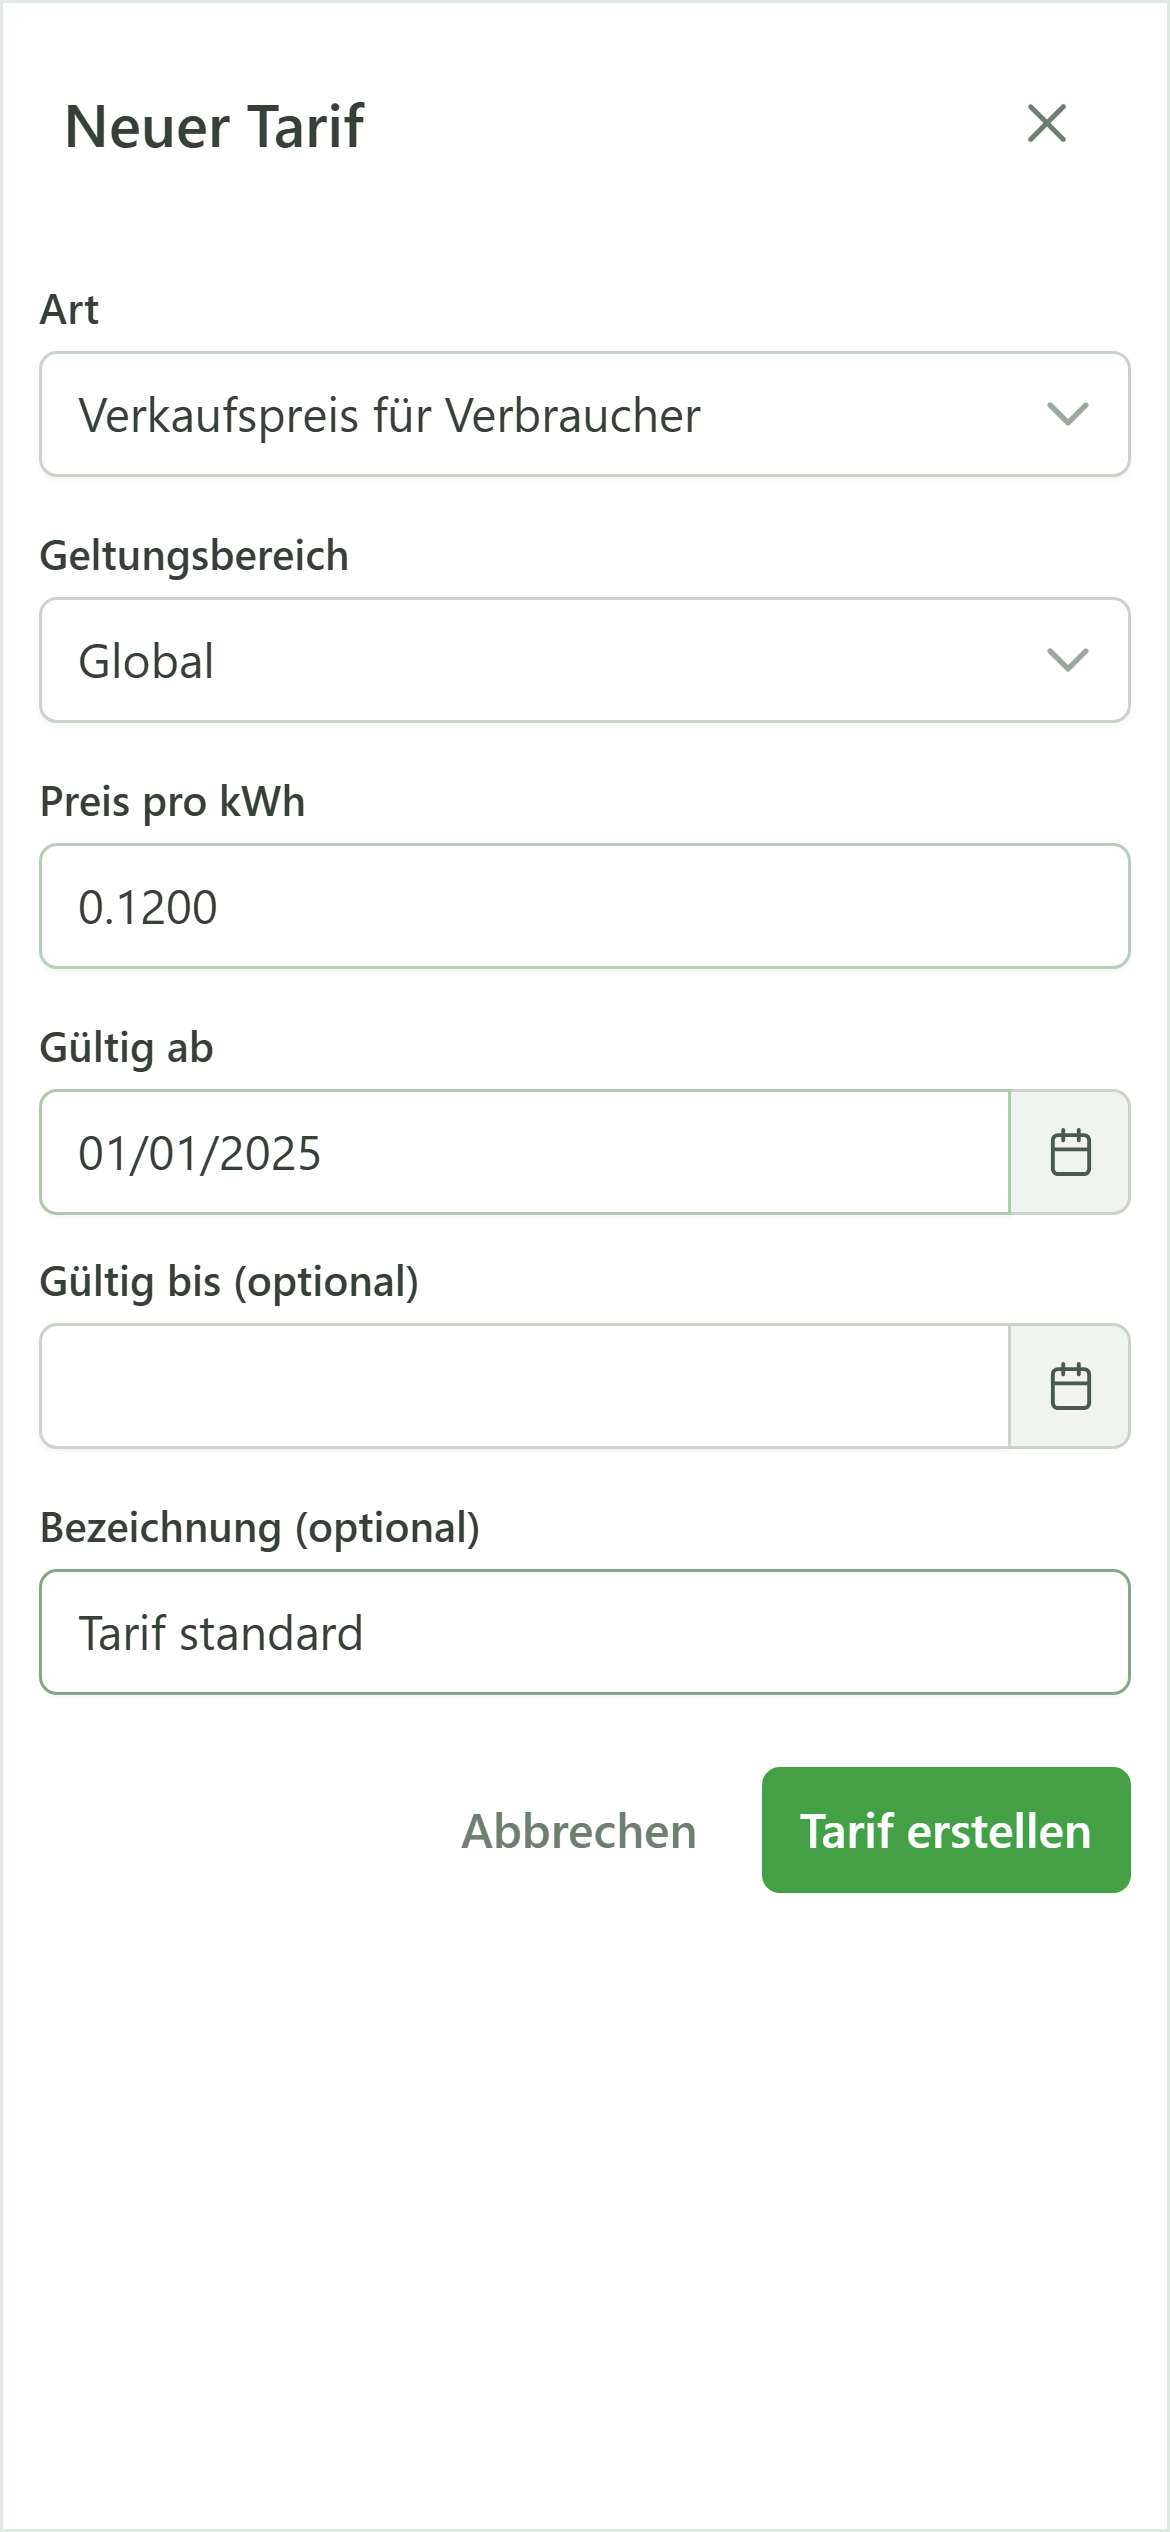 Neuer Tarif
Art
Verkaufspreis für Verbraucher
Geltungsbereich
Global
Preis pro kWh
0.1200
Gültig ab
01/01/2025
Gültig bis (optional)
Bezeichnung (optional)
Tarif standard
Abbrechen
Tarif erstellen